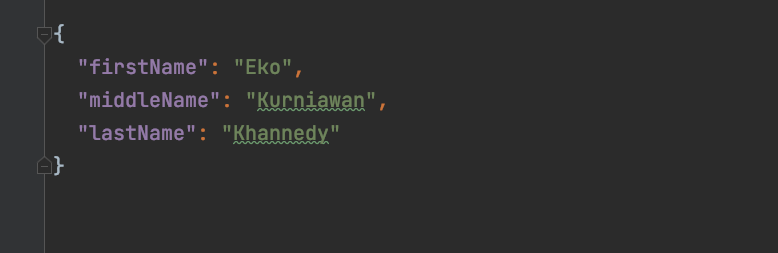 {
"firstName": "Eko",
"middleName": "Kurniawan",
"lastName": "Khannedy"
}